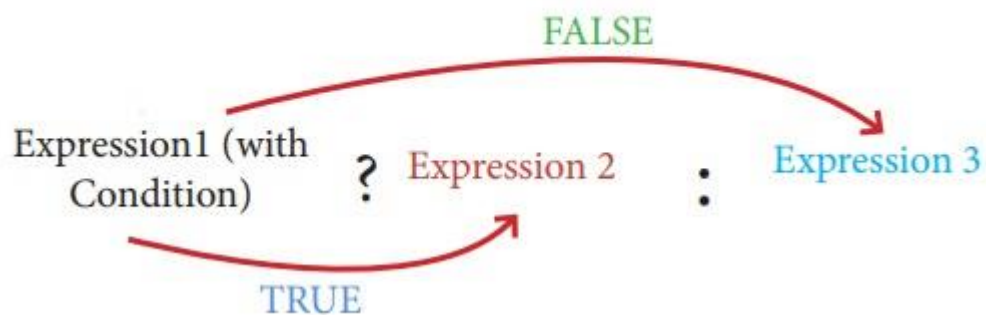 FALSE
Expression1 (with
Condition)
? Expression 2 : Expression 3
TRUE